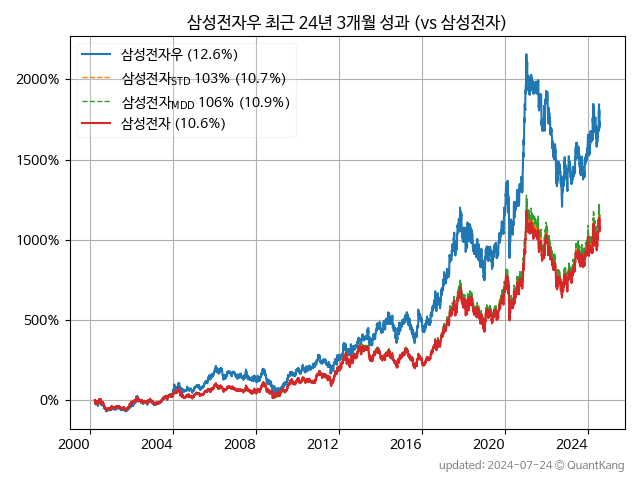 삼성전자우 최근 24년 3개월 성과 (vs 삼성전자)
삼성전자우 (12.6%)
삼성전자STD 103% (10.7%)
삼성전자MDD 106% (10.9%)
삼성전자 (10.6%)
2000%
1500%
1000%
500%
0%
2000 2004 2008 2012 2016 2020 2024
updated: 2024-07-24 © QuantKang